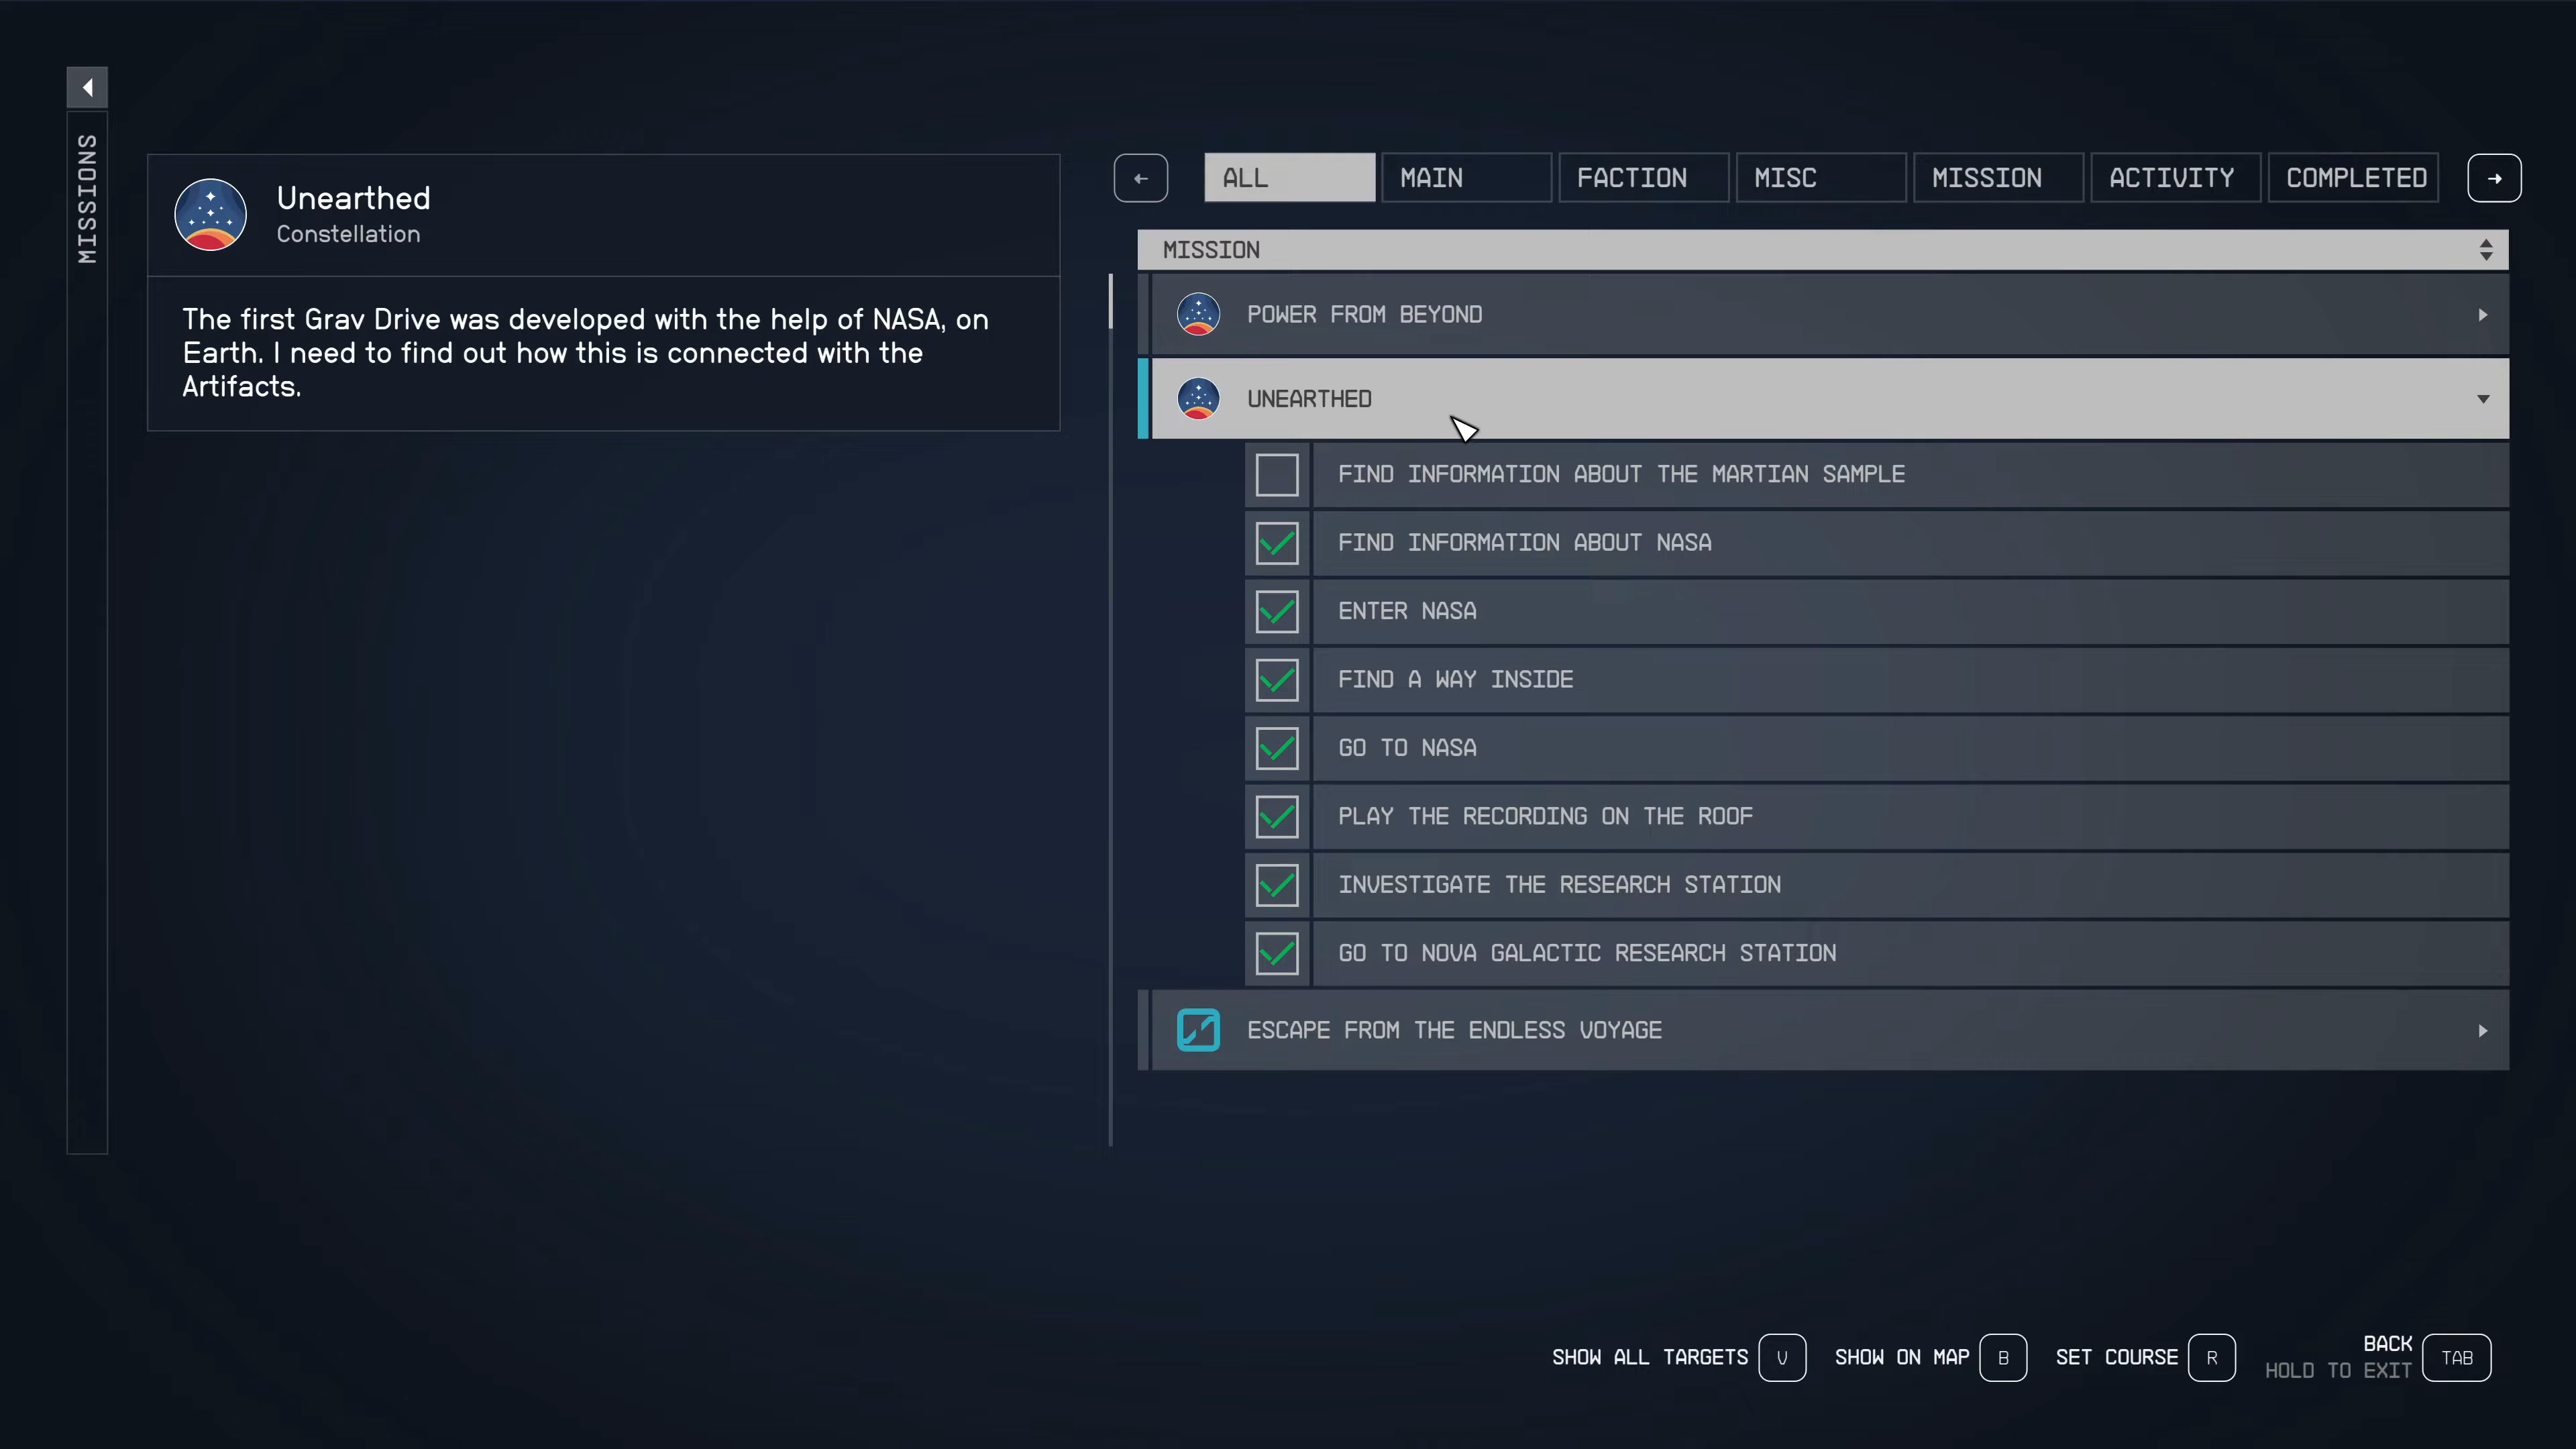 MISSIONS
Unearthed
Constellation
The first Grav Drive was developed with the help of NASA, on
Earth. I need to find out how this is connected with the
Artifacts.
ALL
MAIN
FACTION
MISC
MISSION
ACTIVITY
COMPLETED
MISSION
POWER FROM BEYOND
UNEARTHED
FIND INFORMATION ABOUT THE MARTIAN SAMPLE
FIND INFORMATION ABOUT NASA
ENTER NASA
FIND A WAY INSIDE
GO TO NASA
PLAY THE RECORDING ON THE ROOF
INVESTIGATE THE RESEARCH STATION
GO TO NOVA GALACTIC RESEARCH STATION
ESCAPE FROM THE ENDLESS VOYAGE
SHOW ALL TARGETS V
SHOW ON MAP B
SET COURSE R
BACK
HOLD TO EXIT
TAB